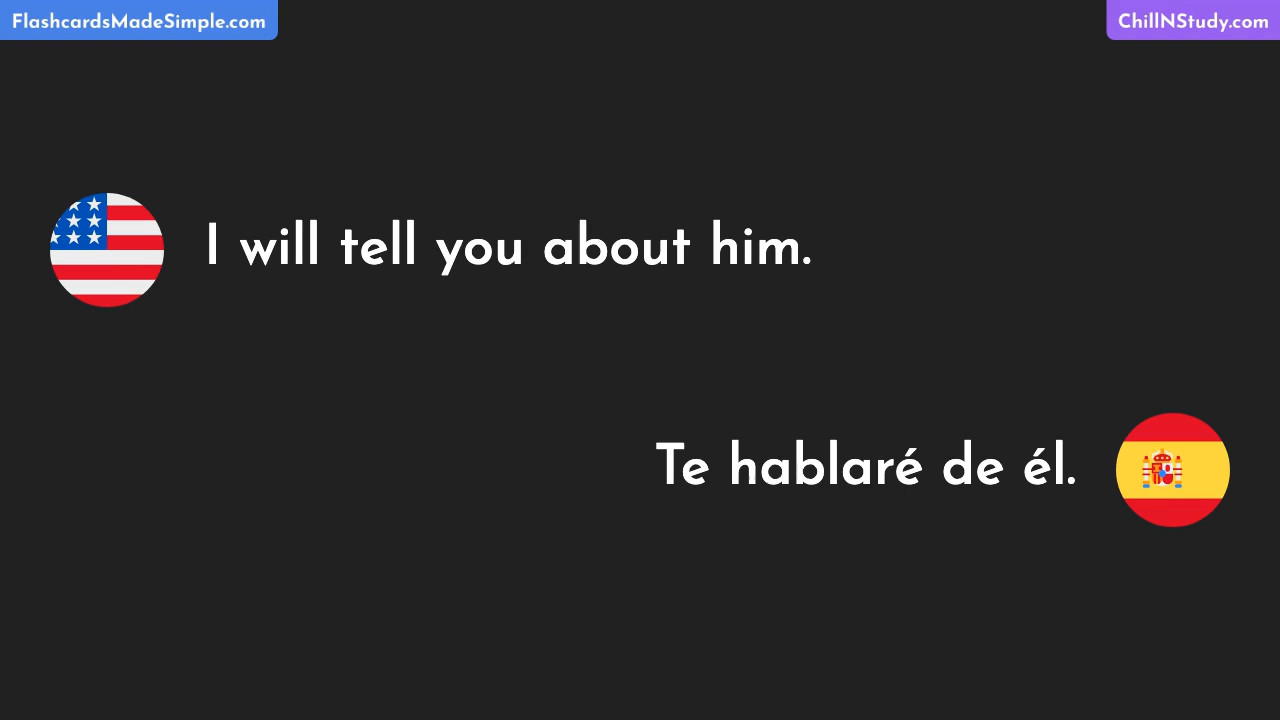 FlashcardsMadeSimple.com
ChillNStudy.com
I will tell you about him.
Te hablaré de él.